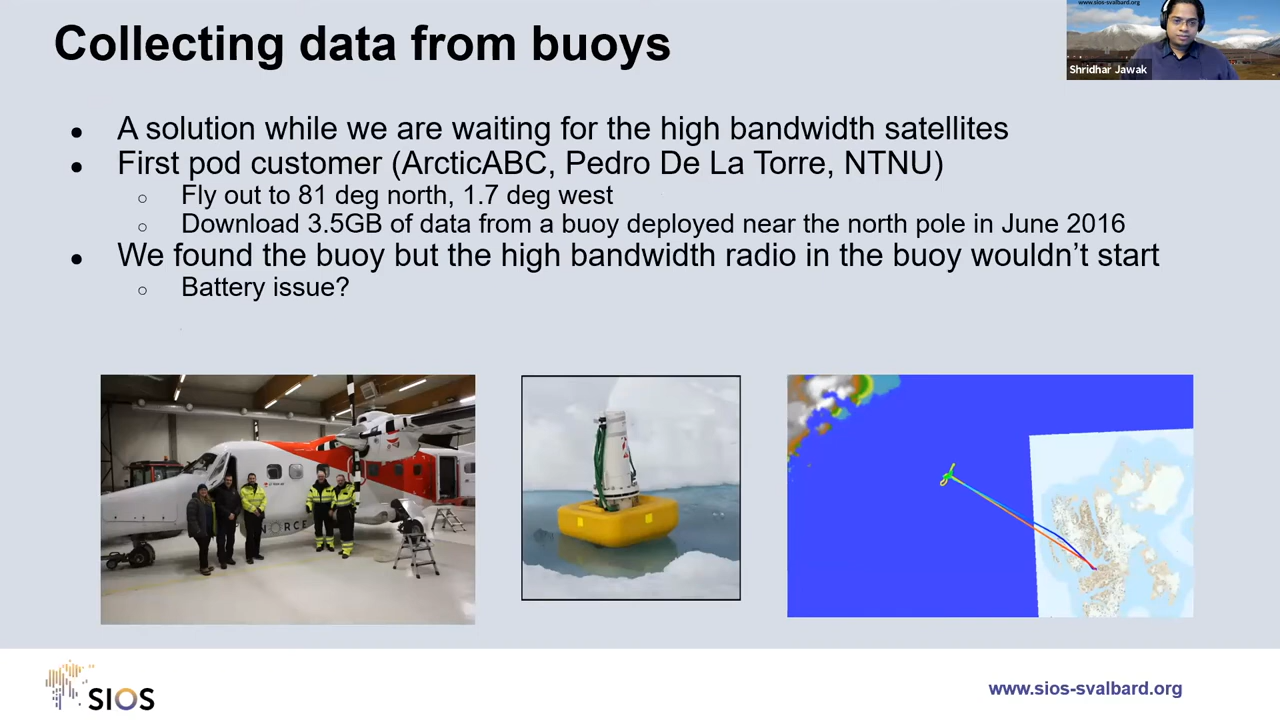 Collecting data from buoys
www.sios-svalbard.org
Shridhar Jawak
● A solution while we are waiting for the high bandwidth satellites
● First pod customer (ArcticABC, Pedro De La Torre, NTNU)
○ Fly out to 81 deg north, 1.7 deg west
○ Download 3.5GB of data from a buoy deployed near the north pole in June 2016
● We found the buoy but the high bandwidth radio in the buoy wouldn’t start
○ Battery issue?
NORCE
SIOS
www.sios-svalbard.org